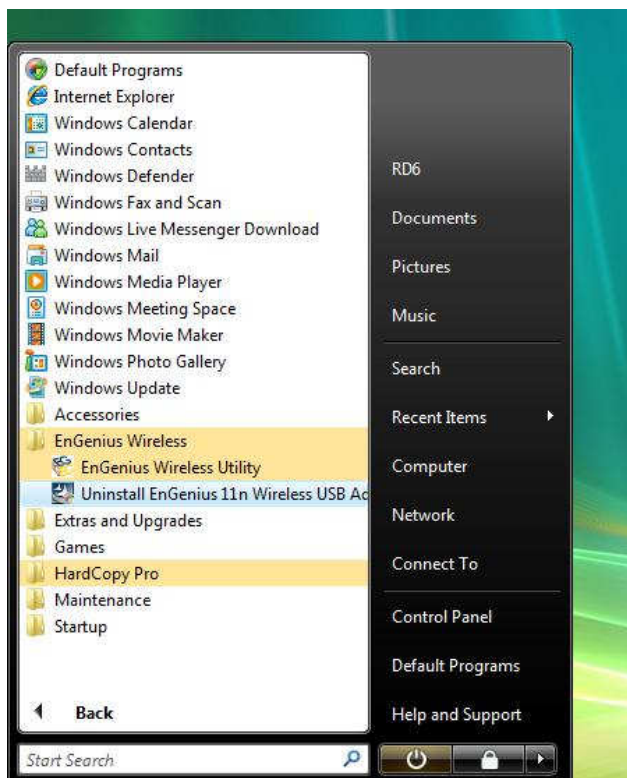 Default Programs
Internet Explorer
Windows Calendar
Windows Contacts
Windows Defender
Windows Fax and Scan
Windows Live Messenger Download
Windows Mail
Windows Media Player
Windows Meeting Space
Windows Movie Maker
Windows Photo Gallery
Windows Update
Accessories
EnGenius Wireless
EnGenius Wireless Utility
Uninstall EnGenius 11n Wireless USB Ad
Extras and Upgrades
Games
HardCopy Pro
Maintenance
Startup
Back
Start Search
RD6
Documents
Pictures
Music
Search
Recent Items
Computer
Network
Connect To
Control Panel
Default Programs
Help and Support